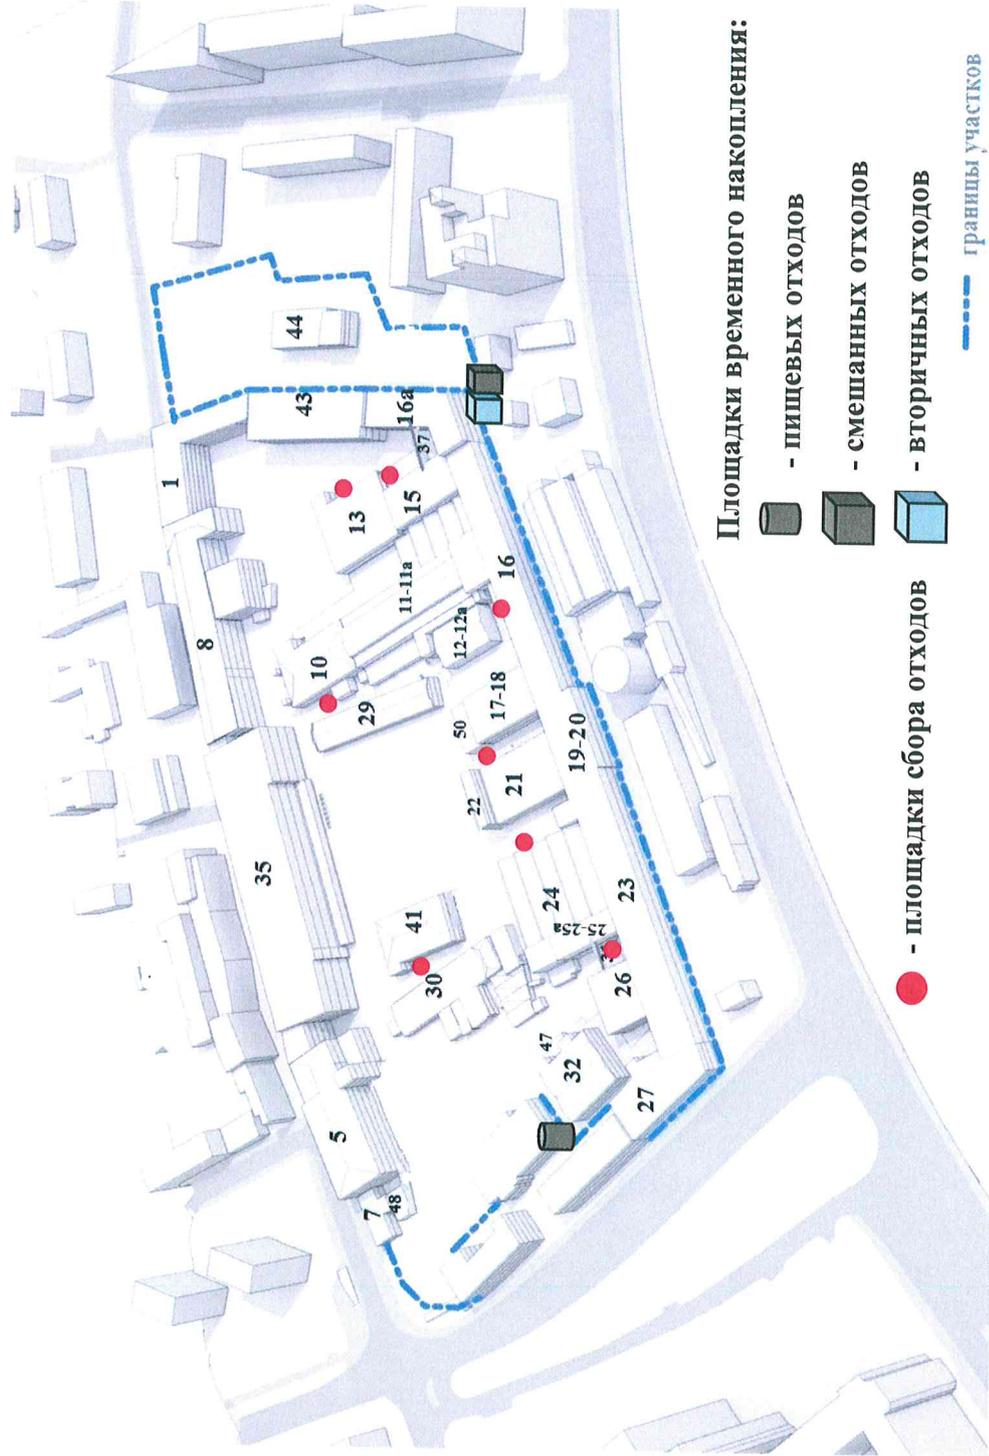 1
8
35
5
7
48
44
43
16а
37
13
15
11-11а
10
29
12-12а
16
50
17-18
19-20
22
21
24
23
25-25а
26
41
30
47
32
27
Площадки временного накопления:
- пищевых отходов
- смешанных отходов
- вторичных отходов
- площадки сбора отходов
границы участков